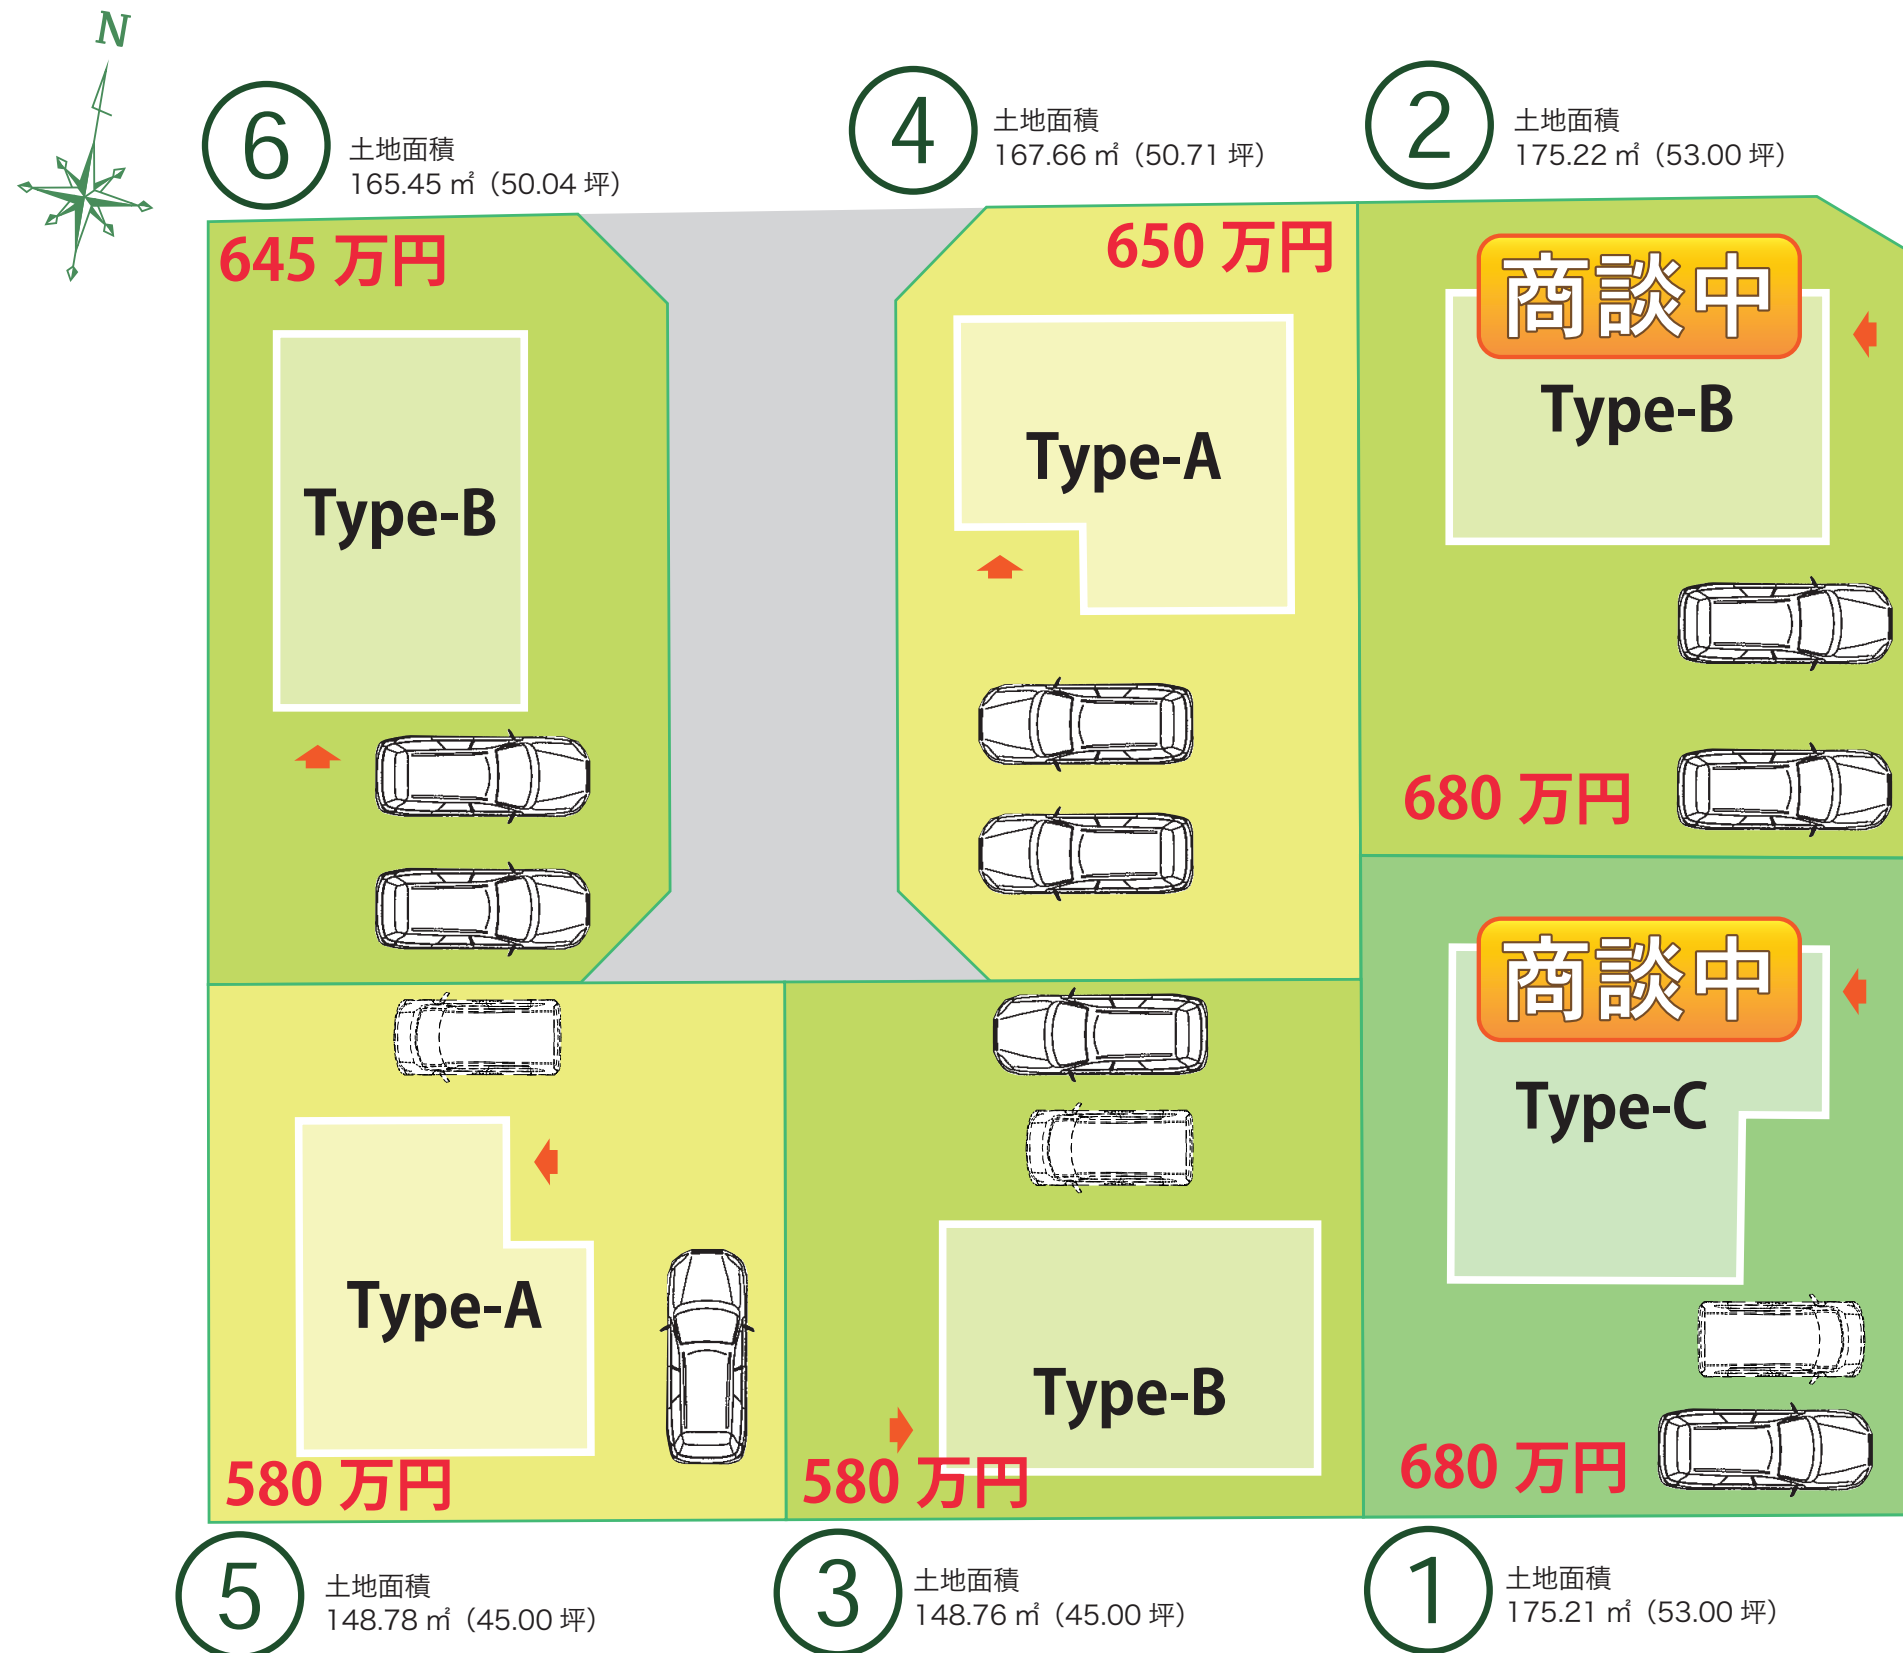 N
6
土地面積
165.45 ㎡（50.04 坪）
4
土地面積
167.66 ㎡（50.71 坪）
2
土地面積
175.22 ㎡（53.00 坪）
645 万円
Type-B
650 万円
Type-A
商談中
Type-B
680 万円
Type-A
580 万円
Type-B
580 万円
商談中
Type-C
680 万円
5
土地面積
148.78 ㎡（45.00 坪）
3
土地面積
148.76 ㎡（45.00 坪）
1
土地面積
175.21 ㎡（53.00 坪）